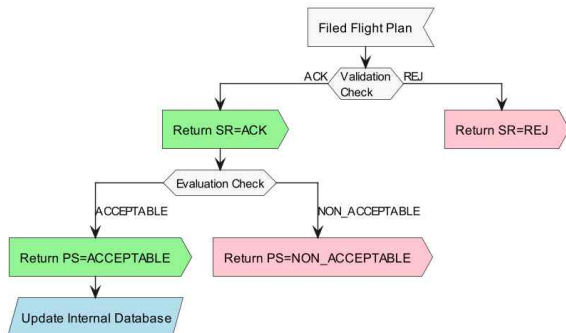 Filed Flight Plan
ACK
Validation
Check
REJ
Return SR=ACK
Return SR=REJ
Evaluation Check
ACCEPTABLE
NON_ACCEPTABLE
Return PS=ACCEPTABLE
Return PS=NON_ACCEPTABLE
Update Internal Database